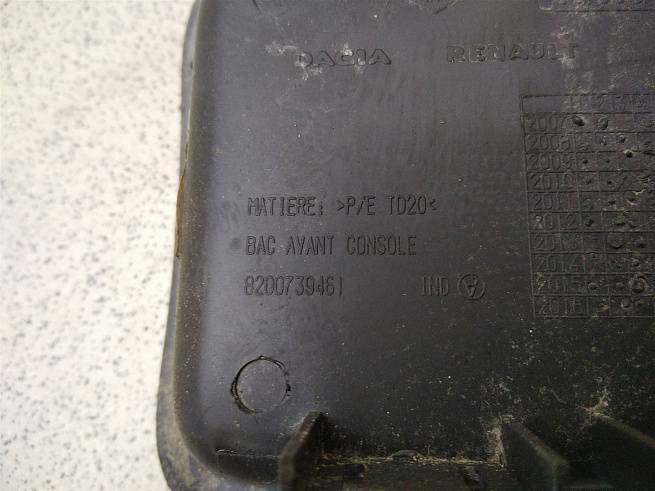 DACIA RENAULT
2007
2008
2009
2010
2011
2012
2013
2014
2015
2016
MATIERE: >P/E TD20<
BAC AVANT CONSOLE
8200739461 IND A